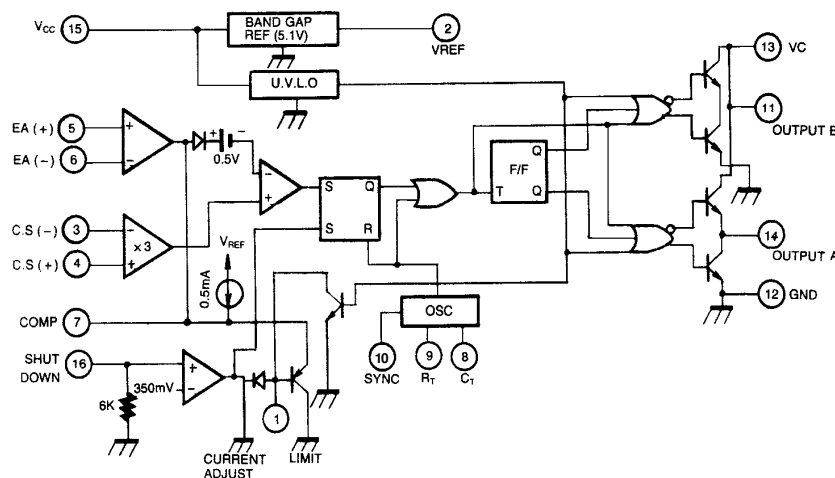 VCC 15
BAND GAP
REF (5.1V)
2
VREF
13 VC
U.V.L.O
EA (+) 5
+
+ −
11
OUTPUT B
EA (−) 6
−
0.5V
−
+
F/F
Q
T
Q
S
Q
S
R
C.S (−) 3
−
× 3
C.S (+) 4
+
VREF
0.5mA
14
OUTPUT A
COMP 7
OSC
12 GND
10
SYNC
9
RT
8
CT
SHUT
DOWN
16
+
350mV −
6K
1
CURRENT
ADJUST
LIMIT